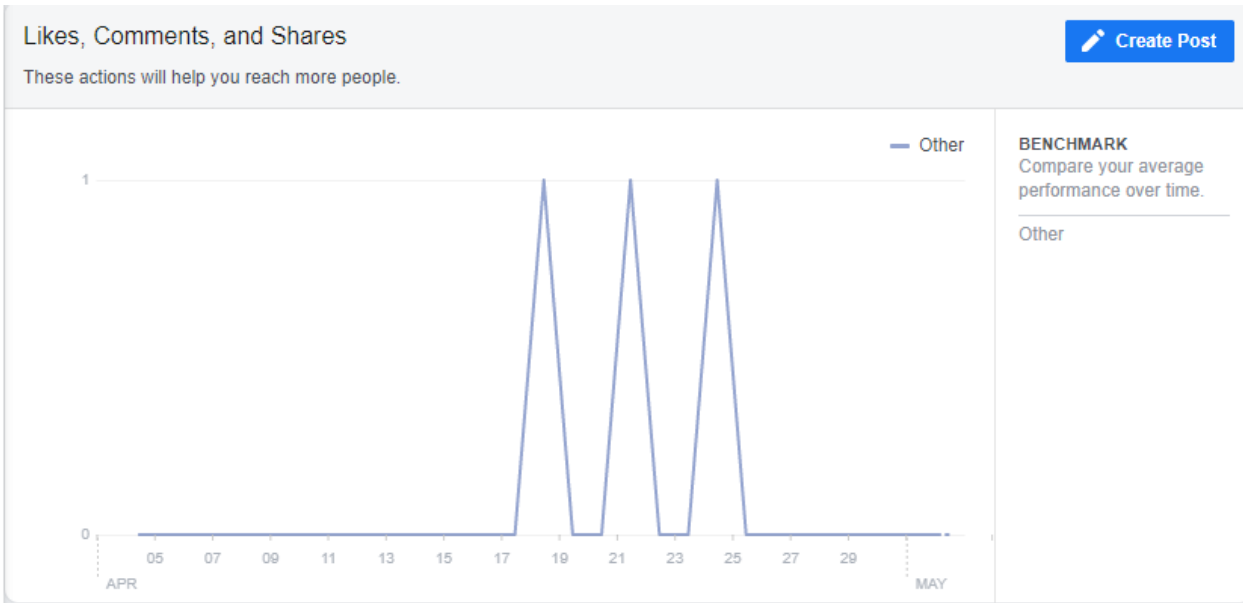 Likes, Comments, and Shares
Create Post
These actions will help you reach more people.
Other
BENCHMARK
Compare your average
performance over time.
Other
1
0
05 07 09 11 13 15 17 19 21 23 25 27 29
APR MAY